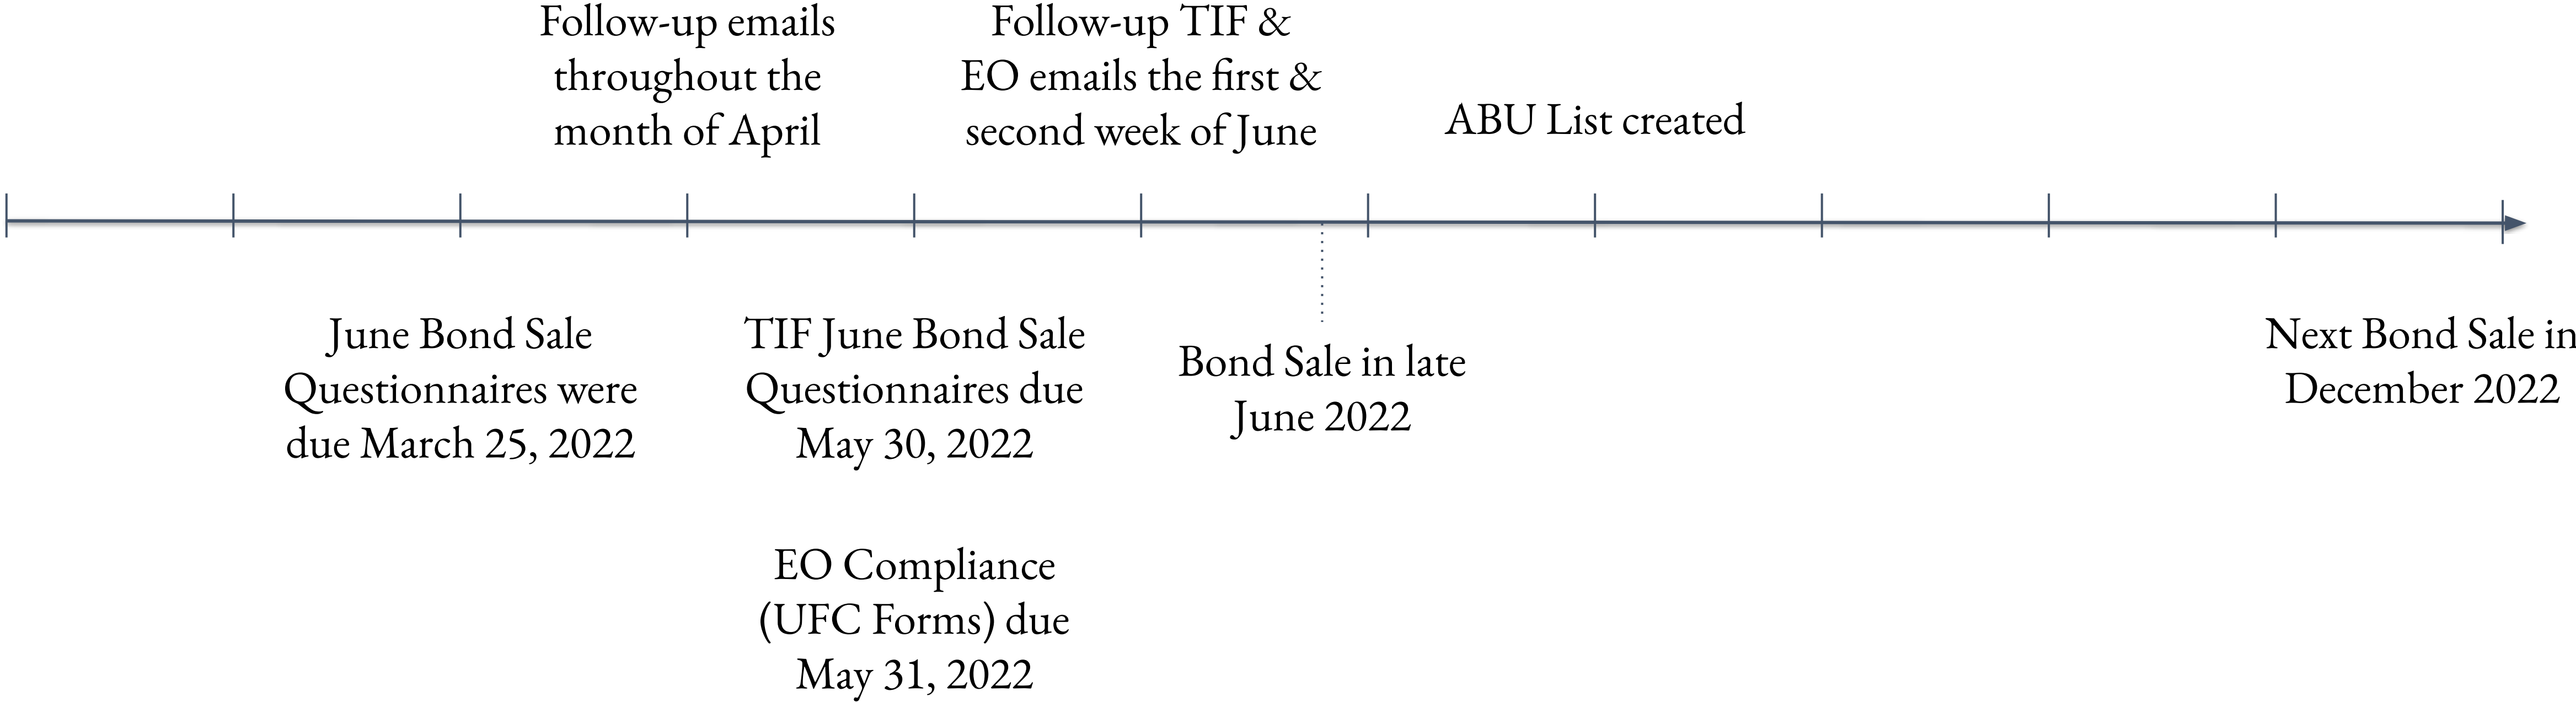 Follow-up emails
throughout the
month of April
Follow-up TIF &
EO emails the first &
second week of June
ABU List created
June Bond Sale
Questionnaires were
due March 25, 2022
TIF June Bond Sale
Questionnaires due
May 30, 2022
EO Compliance
(UFC Forms) due
May 31, 2022
Bond Sale in late
June 2022
Next Bond Sale in
December 2022